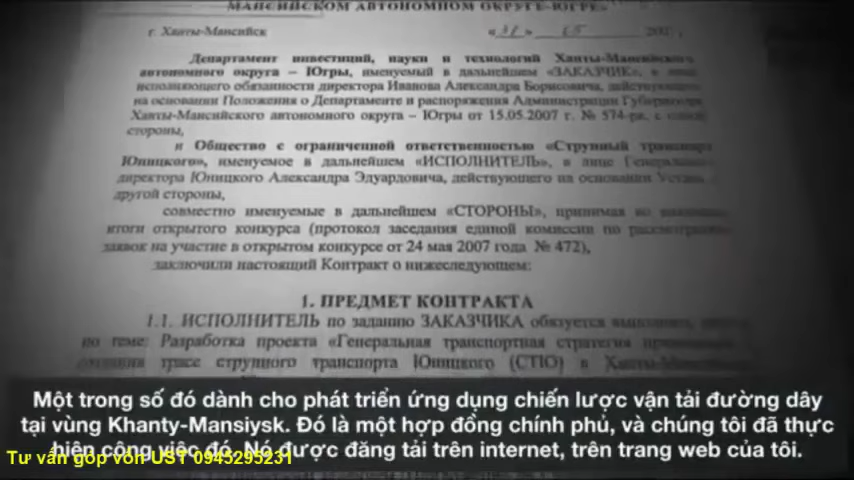 МАНСИЙСКОМ АВТОНОМНОМ ОКРУГЕ-ЮГРЕ»
г. Ханты-Мансийск
Департамент инвестиций, науки и технологий Ханты-Мансийского
автономного округа – Югры, именуемый в дальнейшем «ЗАКАЗЧИК», в лице
исполняющего обязанности директора Иванова Александра Борисовича, действующего
на основании Положения о Департаменте и распоряжения Администрации Губернатора
Ханты-Мансийского автономного округа – Югры от 15.05.2007 г. № 574-ра, с одной
стороны,
и Общество с ограниченной ответственностью «Струнный транспорт
Юницкого», именуемое в дальнейшем «ИСПОЛНИТЕЛЬ», в лице Генерального
директора Юницкого Александра Эдуардовича, действующего на основании Устава с
другой стороны,
совместно именуемые в дальнейшем «СТОРОНЫ», принимая во внимание
итоги открытого конкурса (протокол заседания единой комиссии по рассмотрению
заявок на участие в открытом конкурсе от 24 мая 2007 года № 472),
заключили настоящий Контракт о нижеследующем:
1. ПРЕДМЕТ КОНТРАКТА
1.1. ИСПОЛНИТЕЛЬ по заданию ЗАКАЗЧИКА обязуется выполнить
по теме: Разработка проекта «Генеральная транспортная стратегия
трасс струнного транспорта Юницкого (СТЮ) в Ханты-Мансийском
Một trong số đó dành cho phát triển ứng dụng chiến lược vận tải đường dây
tại vùng Khanty-Mansiysk. Đó là một hợp đồng chính phủ, và chúng tôi đã thực
hiện công việc đó. Nó được đăng tải trên internet, trên trang web của tôi.
Tư vấn góp vốn UST 0945295231